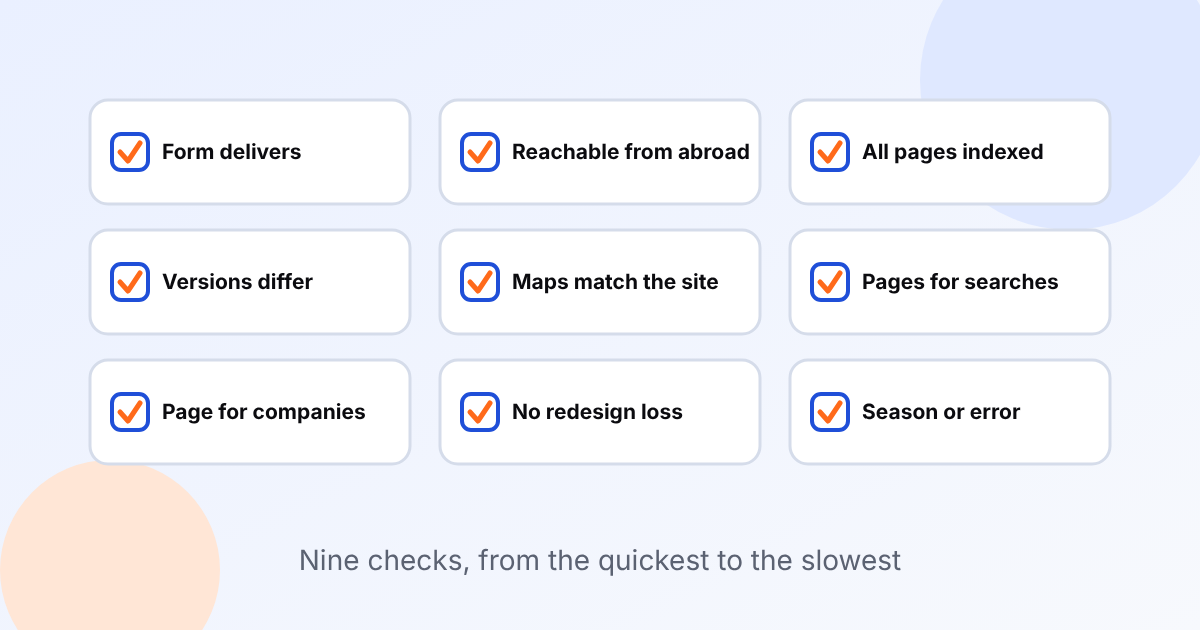 Form delivers
Reachable from abroad
All pages indexed
Versions differ
Maps match the site
Pages for searches
Page for companies
No redesign loss
Season or error
Nine checks, from the quickest to the slowest